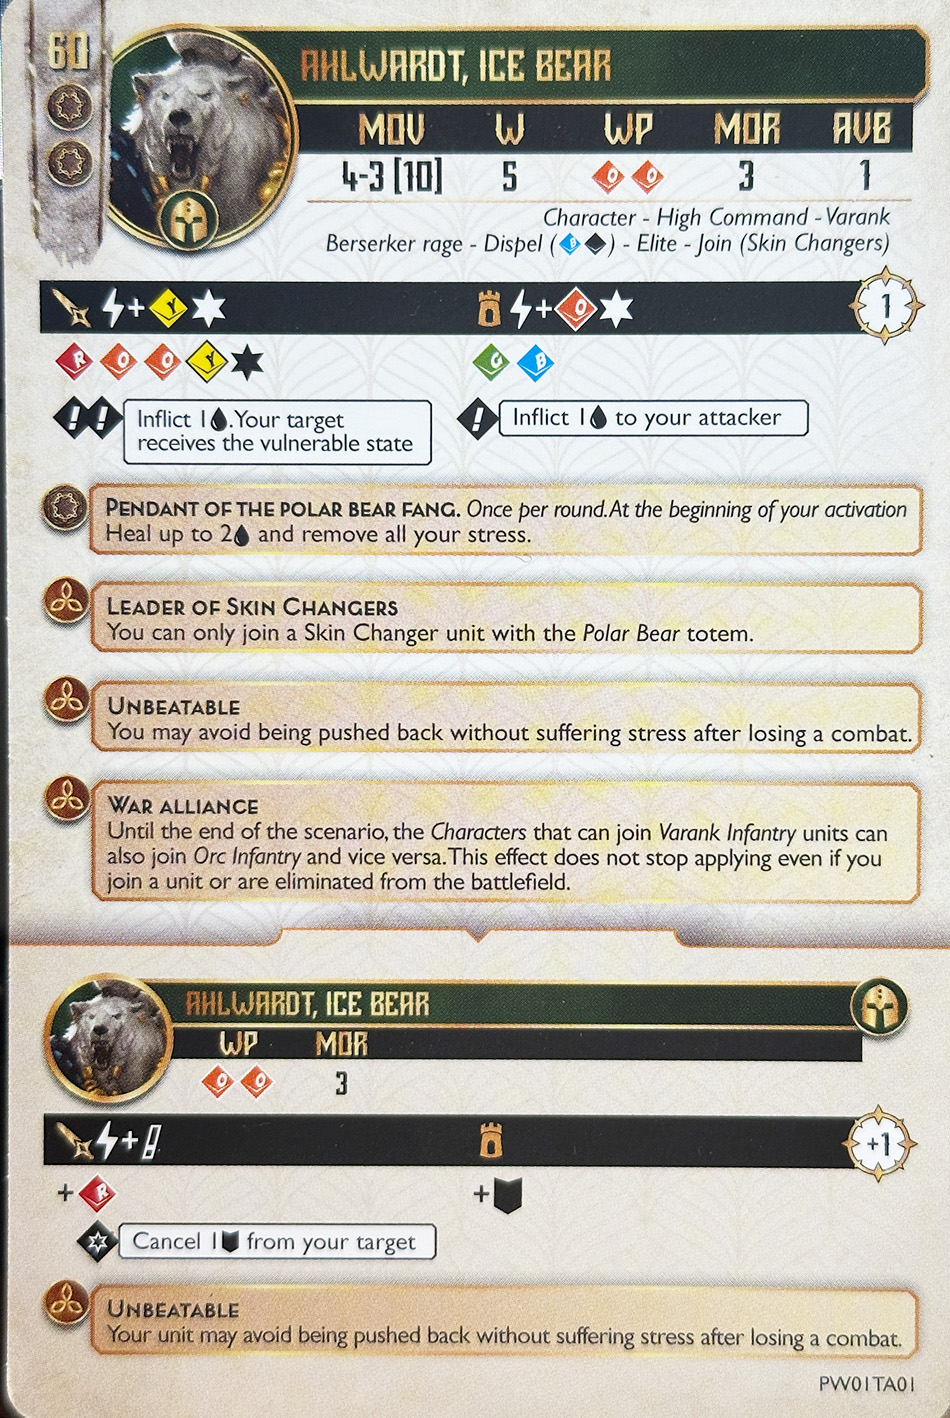 60
AHLWARDT, ICE BEAR
MOV W WP MOR AVB
4-3 [10] 5 O O 3 1
Character - High Command - Varank
Berserker rage - Dispel (B) - Elite - Join (Skin Changers)
+ Y + O 1
R O O Y G B
!! Inflict 1. Your target
receives the vulnerable state
! Inflict 1 to your attacker
PENDANT OF THE POLAR BEAR FANG. Once per round. At the beginning of your activation
Heal up to 2 and remove all your stress.
LEADER OF SKIN CHANGERS
You can only join a Skin Changer unit with the Polar Bear totem.
UNBEATABLE
You may avoid being pushed back without suffering stress after losing a combat.
WAR ALLIANCE
Until the end of the scenario, the Characters that can join Varank Infantry units can
also join Orc Infantry and vice versa. This effect does not stop applying even if you
join a unit or are eliminated from the battlefield.
AHLWARDT, ICE BEAR
WP MOR
O O 3
+ +1
+ R +
Cancel 1 from your target
UNBEATABLE
Your unit may avoid being pushed back without suffering stress after losing a combat.
PW01TA01